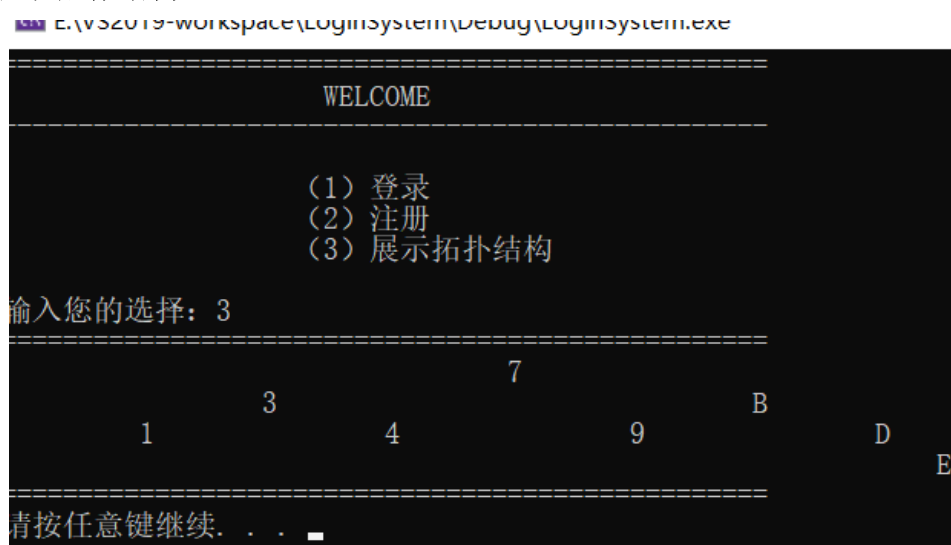 E:\VS2019-workspace\LoginSystem\Debug\LoginSystem.exe
WELCOME
(1) 登录
(2) 注册
(3) 展示拓扑结构
输入您的选择: 3
7
3 B
1 4 9 D
E
请按任意键继续. . .